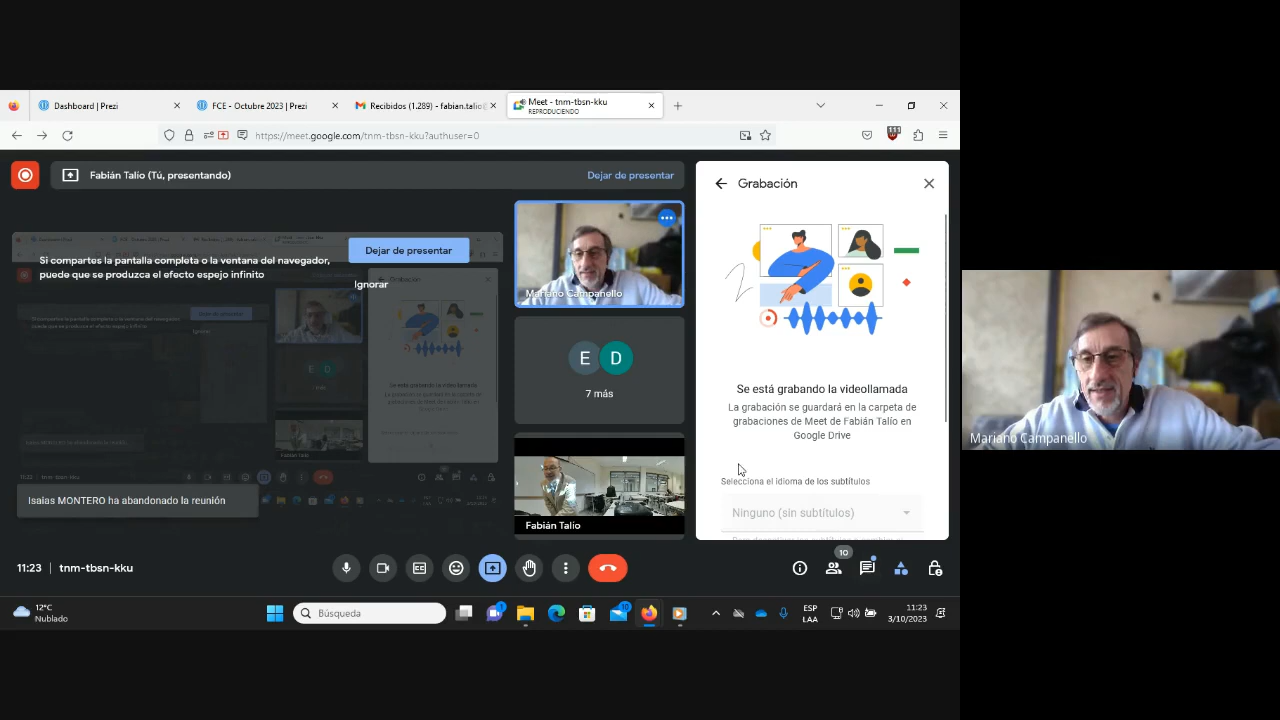 Dashboard | Prezi
FCE - Octubre 2023 | Prezi
Recibidos (1.289) - fabian.talio@
Meet - tnm-tbsn-kku
REPRODUCIENDO
https://meet.google.com/tnm-tbsn-kku?authuser=0
111
Fabián Talío (Tú, presentando)
Dejar de presentar
Si compartes la pantalla completa o la ventana del navegador,
puede que se produzca el efecto espejo infinito
Dejar de presentar
Ignorar
Isaias MONTERO ha abandonado la reunión
Mariano Campanello
E D
7 más
Fabián Talío
Grabación
Se está grabando la videollamada
La grabación se guardará en la carpeta de
grabaciones de Meet de Fabián Talío en
Google Drive
Selecciona el idioma de los subtítulos
Ninguno (sin subtítulos)
11:23 | tnm-tbsn-kku
10
12°C
Nublado
Búsqueda
ESP
LAA
11:23
3/10/2023
Mariano Campanello